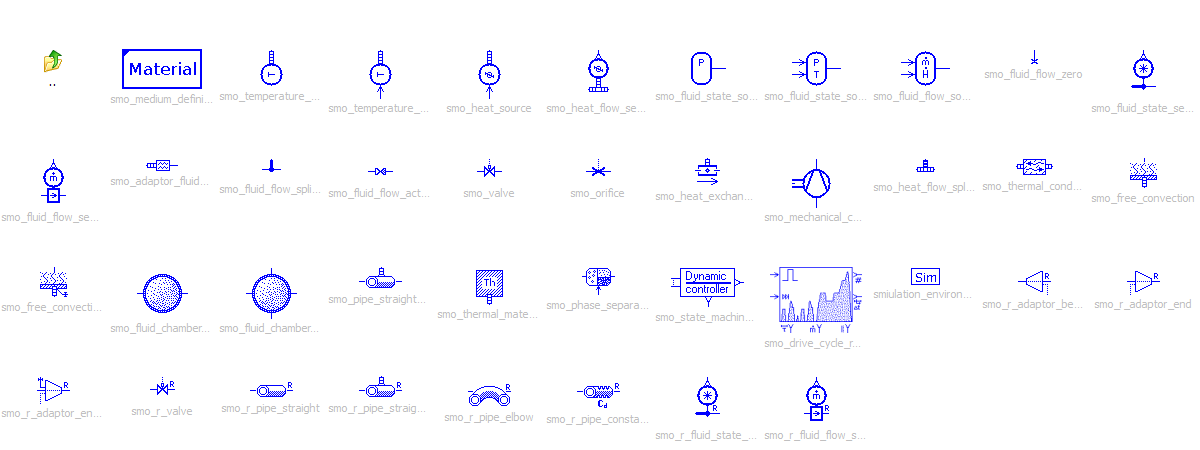 ..
Material
smo_medium_defini...
T
smo_temperature_...
T
smo_temperature_...
smo_heat_source
smo_heat_flow_se...
P
smo_fluid_state_so...
P
T
smo_fluid_state_so...
ṁ
Ḣ
smo_fluid_flow_so...
smo_fluid_flow_zero
smo_fluid_state_se...
ṁ
smo_fluid_flow_se...
smo_adaptor_fluid...
smo_fluid_flow_spli...
smo_fluid_flow_act...
smo_valve
smo_orifice
smo_heat_exchan...
smo_mechanical_c...
smo_heat_flow_spl...
smo_thermal_cond...
smo_free_convection
smo_free_convecti...
smo_fluid_chamber...
smo_fluid_chamber...
smo_pipe_straight...
Th
smo_thermal_mate...
smo_phase_separa...
Dynamic
controller
smo_state_machin...
smo_drive_cycle_r...
Sim
smiulation_environ...
R
smo_r_adaptor_be...
R
smo_r_adaptor_end
R
smo_r_adaptor_en...
R
smo_r_valve
R
smo_r_pipe_straight
R
smo_r_pipe_straig...
R
smo_r_pipe_elbow
R
Cd
smo_r_pipe_consta...
R
smo_r_fluid_state_...
ṁ
R
smo_r_fluid_flow_s...